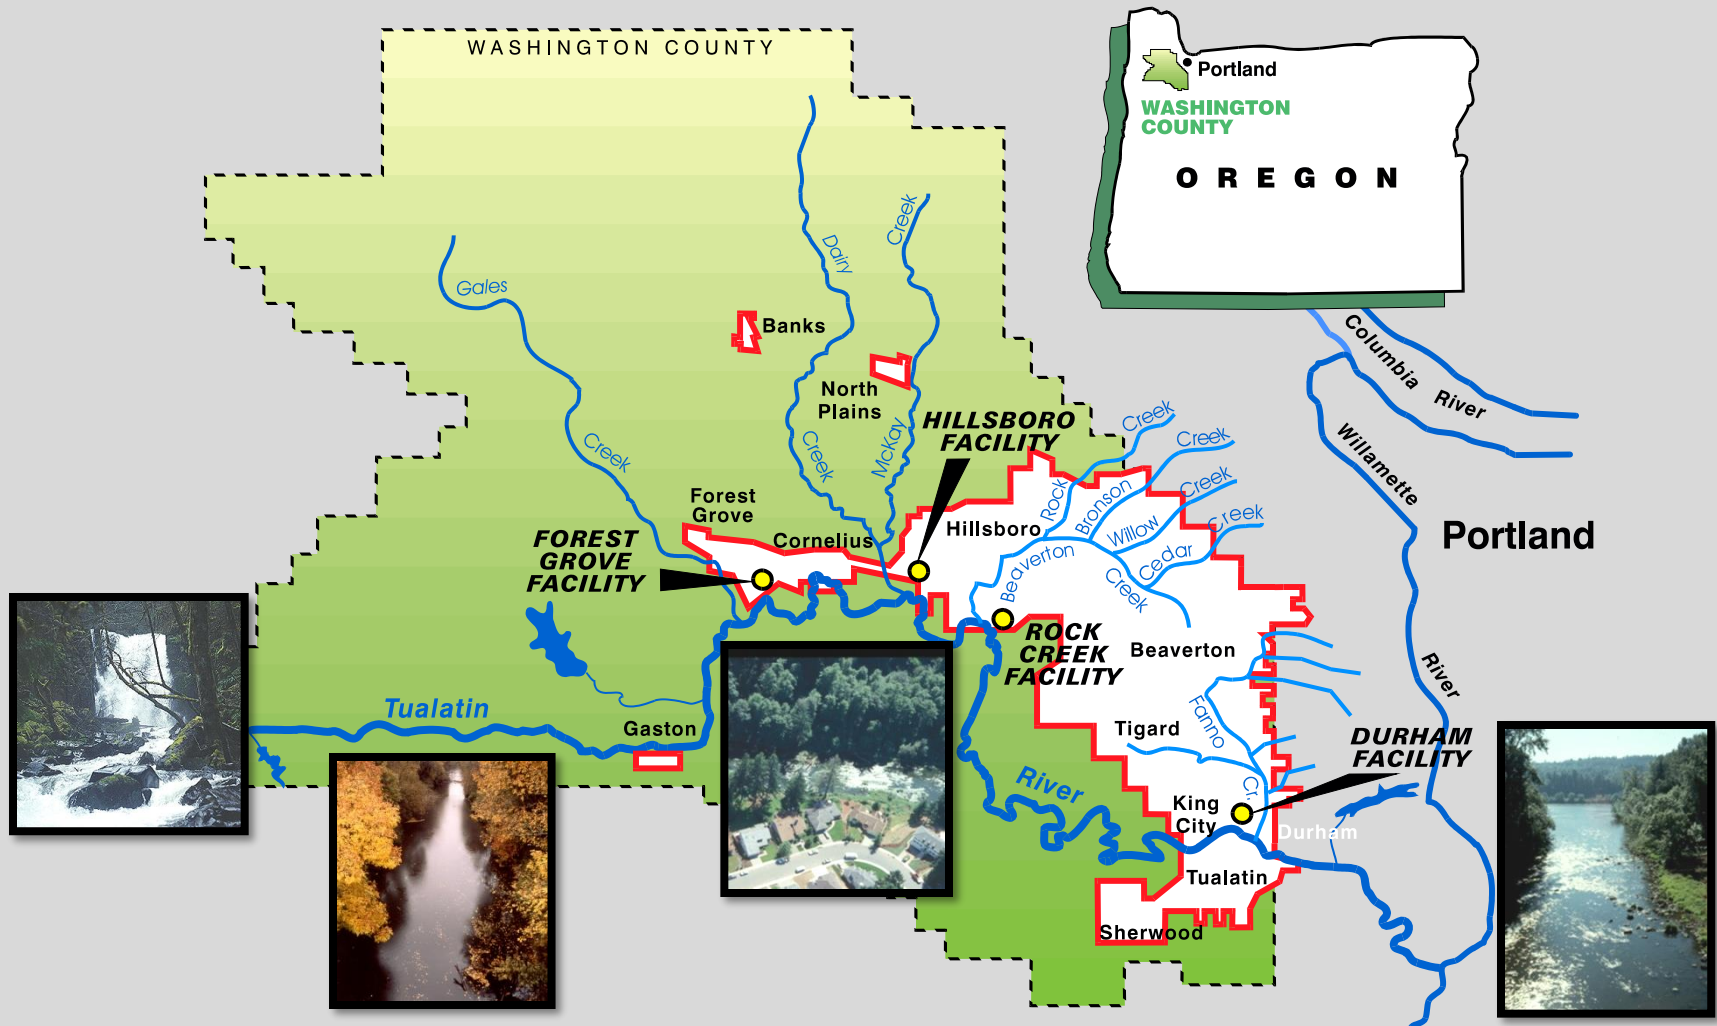 WASHINGTON COUNTY
Portland
WASHINGTON
COUNTY
OREGON
Columbia
River
Willamette
River
Portland
Gales
Creek
Dairy
Creek
Creek
McKay
Banks
North
Plains
HILLSBORO
FACILITY
Creek
Rock
Creek
Bronson
Creek
Willow
Creek
Cedar
Beaverton
Creek
Hillsboro
Forest
Grove
Cornelius
FOREST
GROVE
FACILITY
ROCK
CREEK
FACILITY
Beaverton
Tualatin
River
Gaston
Tigard
Fanno
Cr.
DURHAM
FACILITY
King
City
Durham
Tualatin
Sherwood